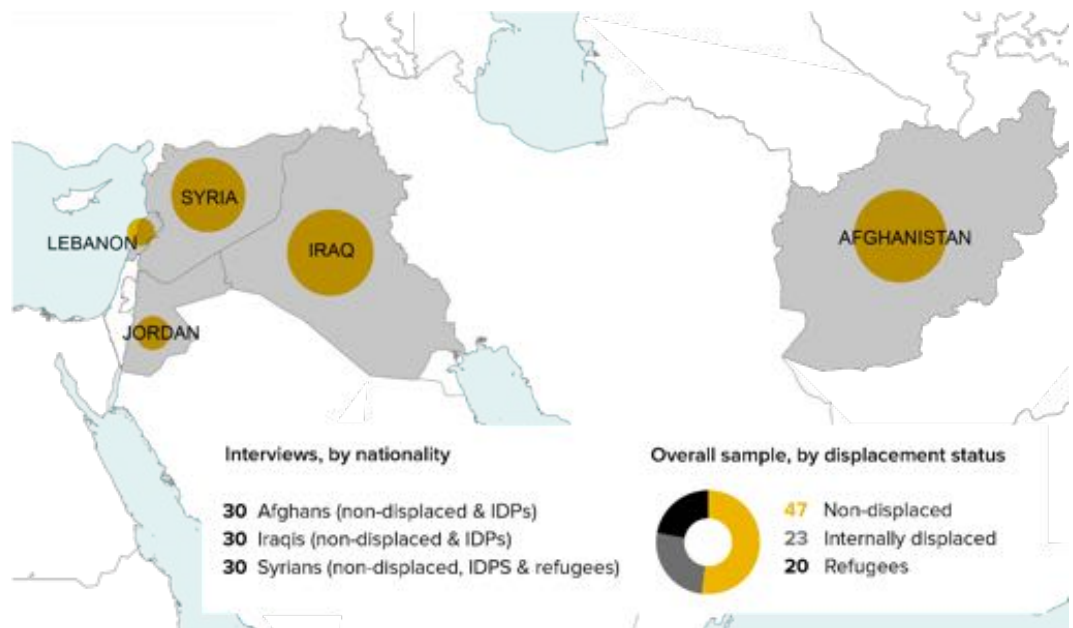 SYRIA
LEBANON
IRAQ
AFGHANISTAN
JORDAN
Interviews, by nationality
30 Afghans (non-displaced & IDPs)
30 Iraqis (non-displaced & IDPs)
30 Syrians (non-displaced, IDPS & refugees)
Overall sample, by displacement status
47 Non-displaced
23 Internally displaced
20 Refugees